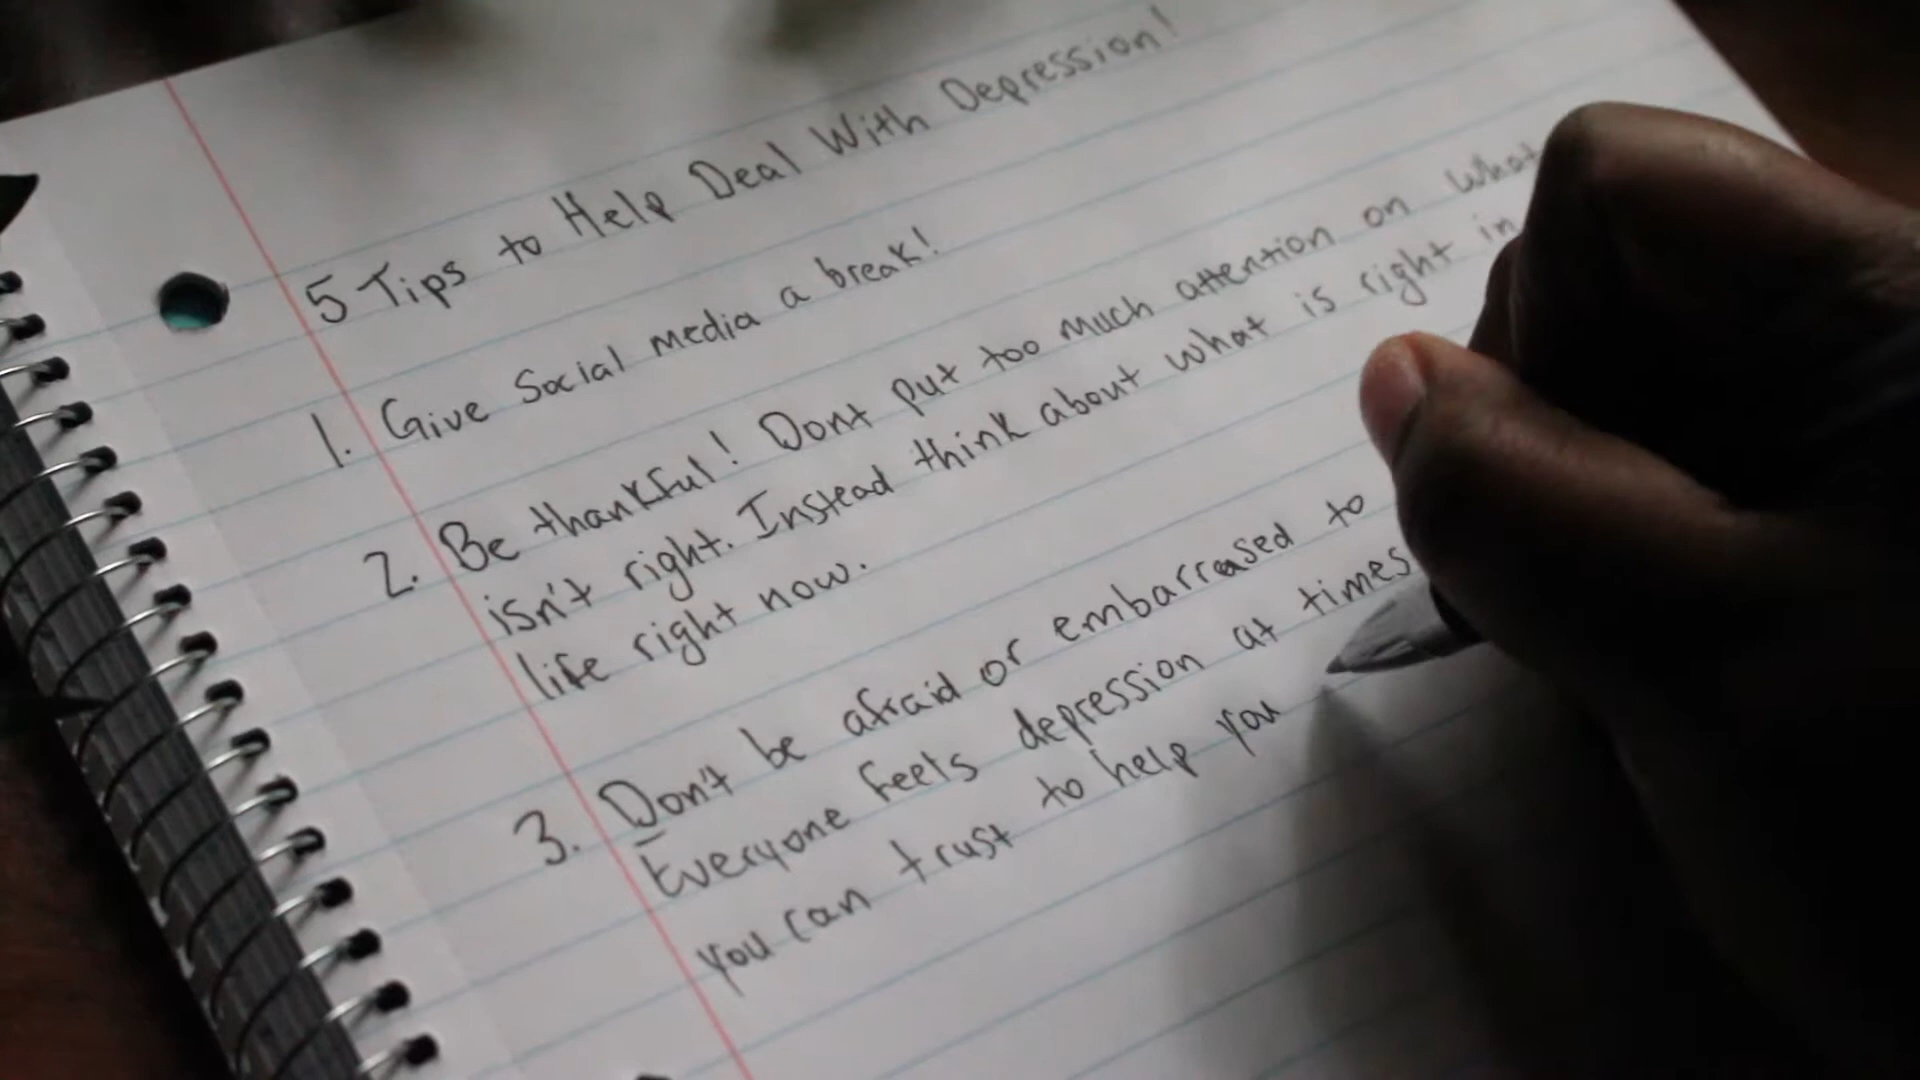 5 Tips to Help Deal With Depression!
1. Give Social media a break!
2. Be thankful! Dont put too much attention on what
isn't right. Instead think about what is right in
life right now.
3. Don't be afraid or embarrased to
Everyone feels depression at times
you can trust to help you